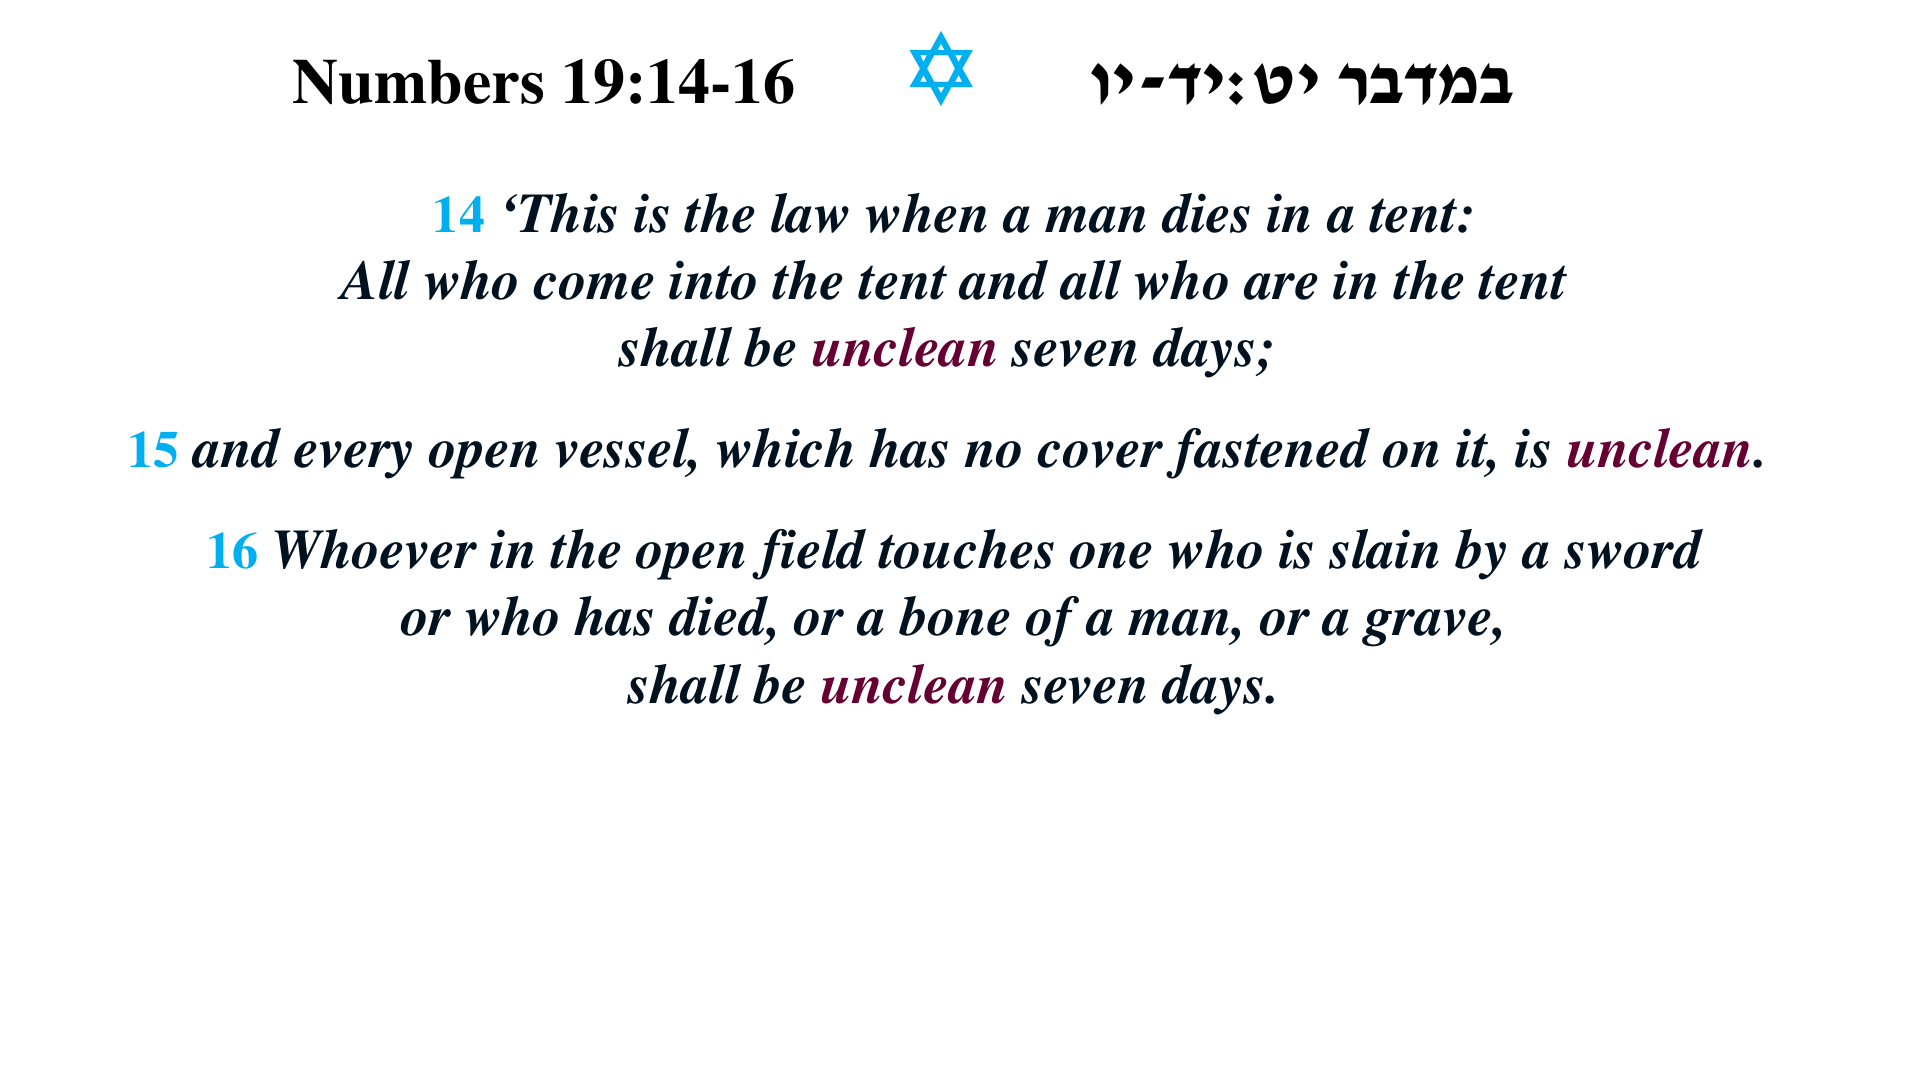 Numbers 19:14-16 ✡ במדבר יט:יד-יו
14 ‘This is the law when a man dies in a tent:
All who come into the tent and all who are in the tent
shall be unclean seven days;
15 and every open vessel, which has no cover fastened on it, is unclean.
16 Whoever in the open field touches one who is slain by a sword
or who has died, or a bone of a man, or a grave,
shall be unclean seven days.